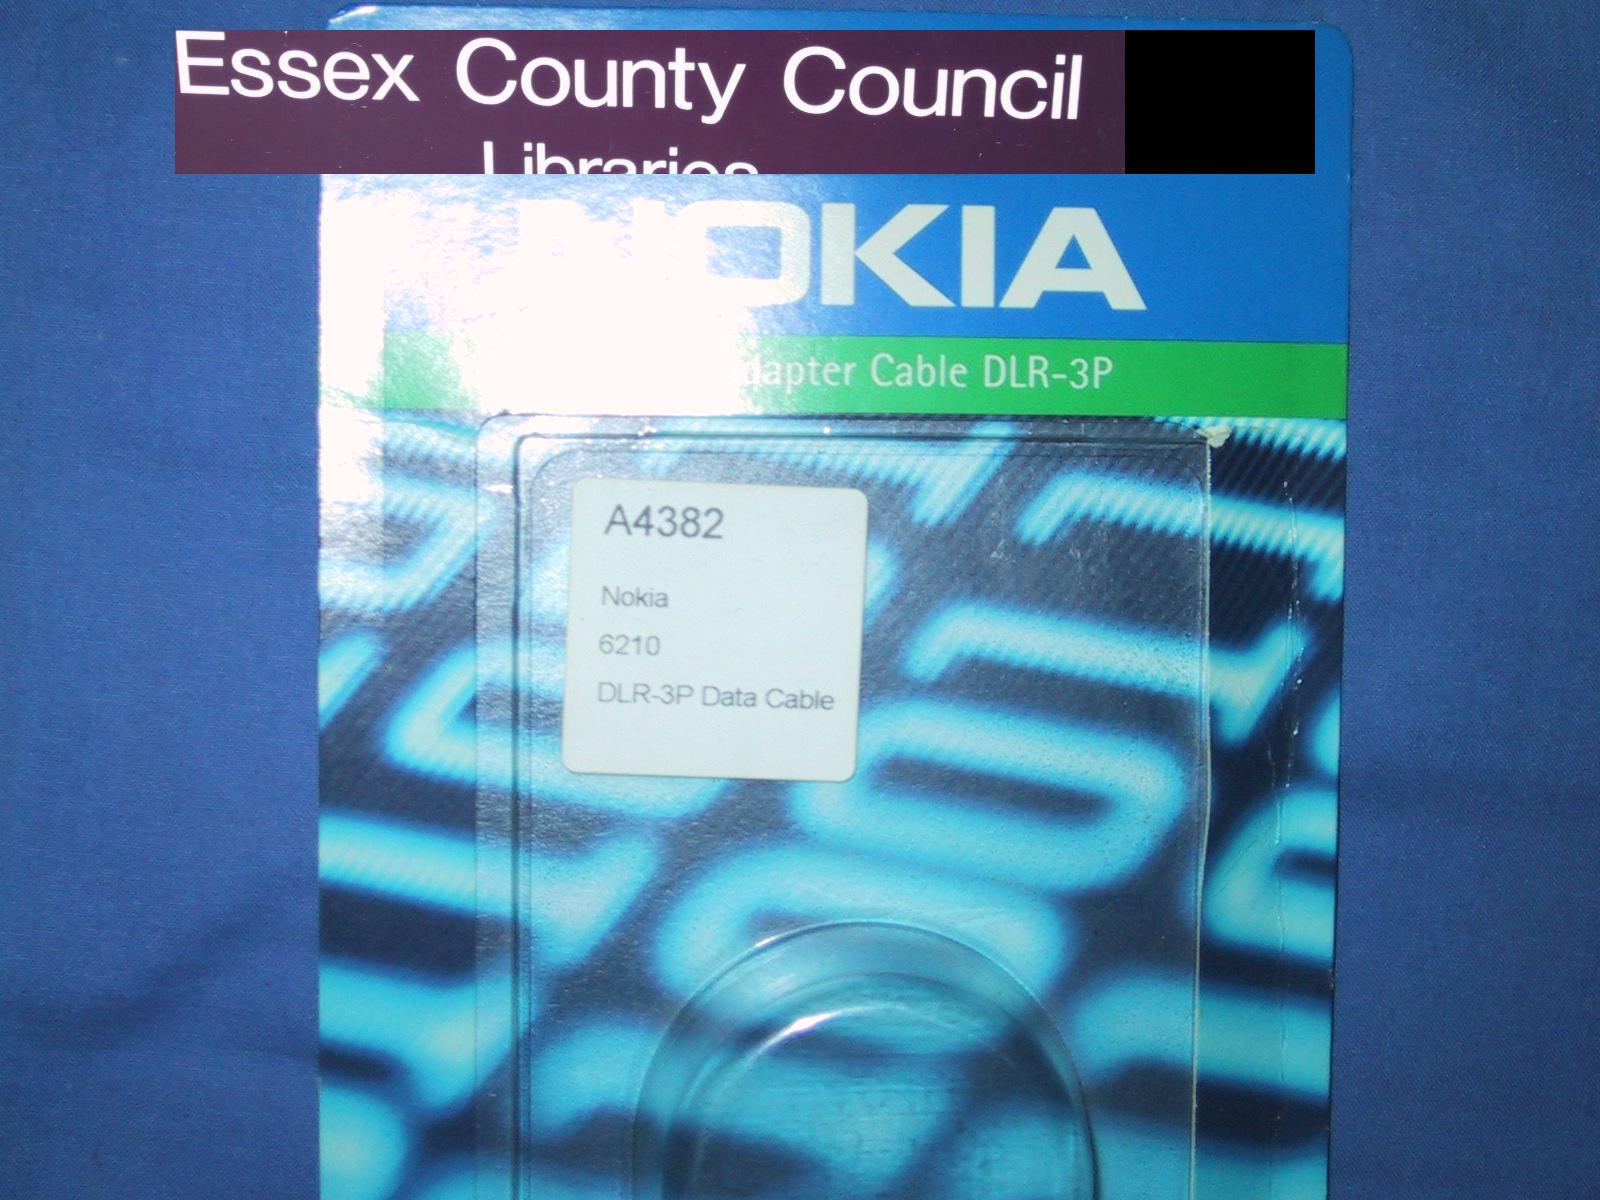 Essex County Council
Libraries
NOKIA
dapter Cable DLR-3P
A4382
Nokia
6210
DLR-3P Data Cable